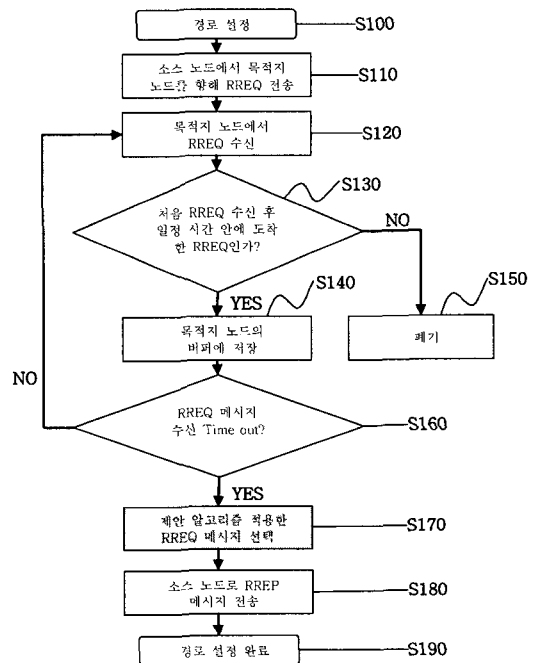 경로 설정
S100
소스 노드에서 목적지
노드를 향해 RREQ 전송
S110
목적지 노드에서
RREQ 수신
S120
S130
처음 RREQ 수신 후
일정 시간 안에 도착
한 RREQ인가?
NO
YES
S140
S150
목적지 노드의
버퍼에 저장
폐기
NO
RREQ 메시지
수신 Time out?
S160
YES
제안 알고리즘 적용한
RREQ 메시지 선택
S170
소스 노드로 RREP
메시지 전송
S180
경로 설정 완료
S190